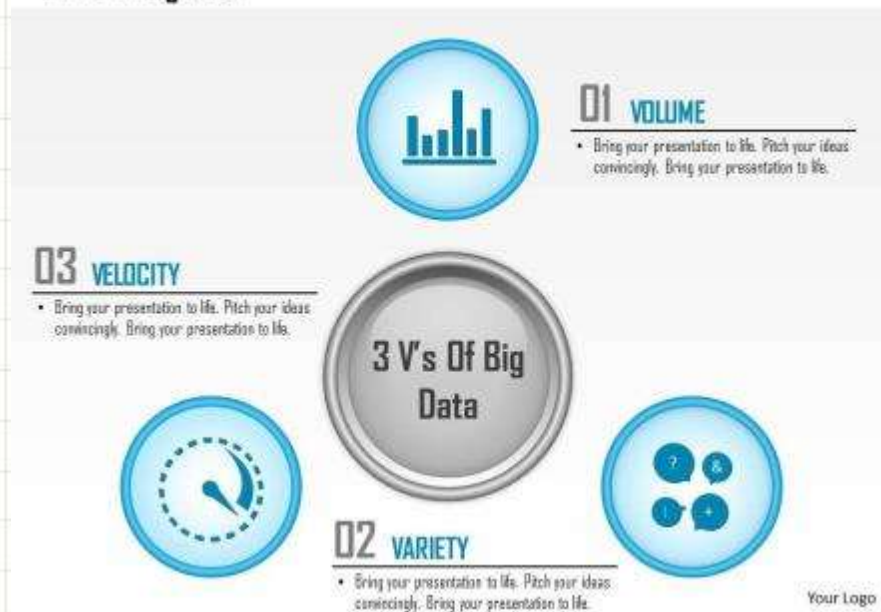 01 VOLUME
• Bring your presentation to life. Pitch your ideas
convincingly. Bring your presentation to life.
03 VELOCITY
• Bring your presentation to life. Pitch your ideas
convincingly. Bring your presentation to life.
3 V's Of Big
Data
? &
! +
02 VARIETY
• Bring your presentation to life. Pitch your ideas
convincingly. Bring your presentation to life.
Your Logo